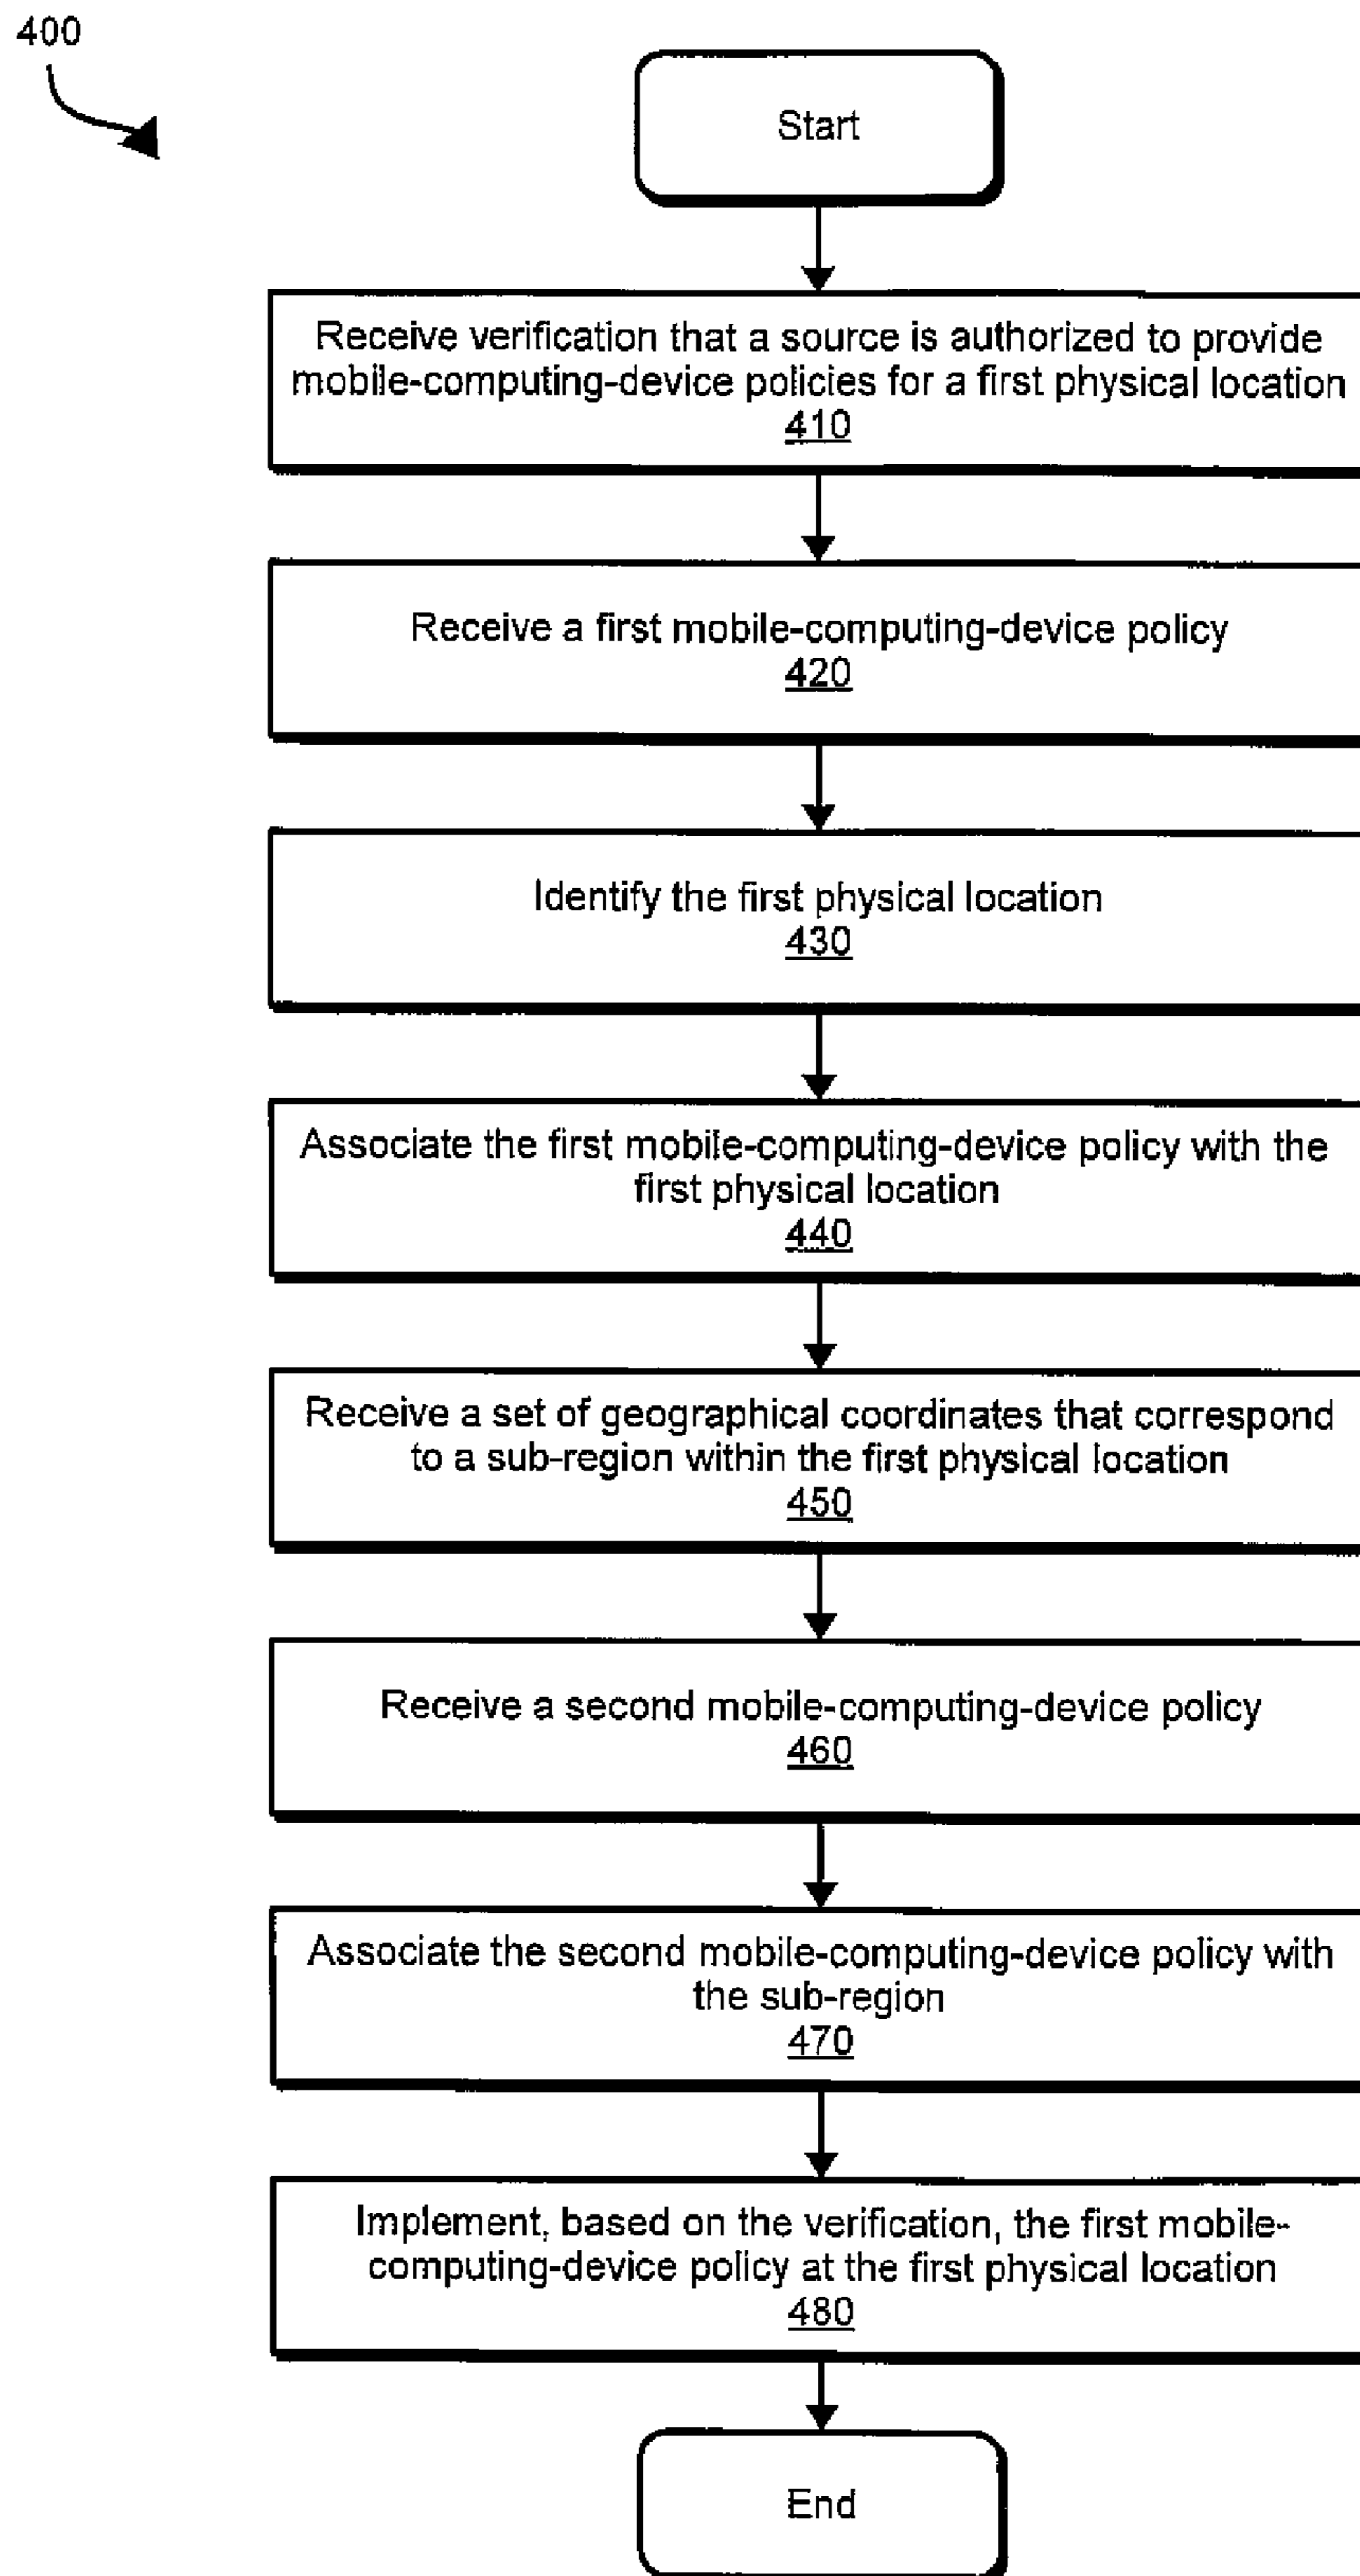 400
Start
Receive verification that a source is authorized to provide
mobile-computing-device policies for a first physical location
410
Receive a first mobile-computing-device policy
420
Identify the first physical location
430
Associate the first mobile-computing-device policy with the
first physical location
440
Receive a set of geographical coordinates that correspond
to a sub-region within the first physical location
450
Receive a second mobile-computing-device policy
460
Associate the second mobile-computing-device policy with
the sub-region
470
Implement, based on the verification, the first mobile-
computing-device policy at the first physical location
480
End